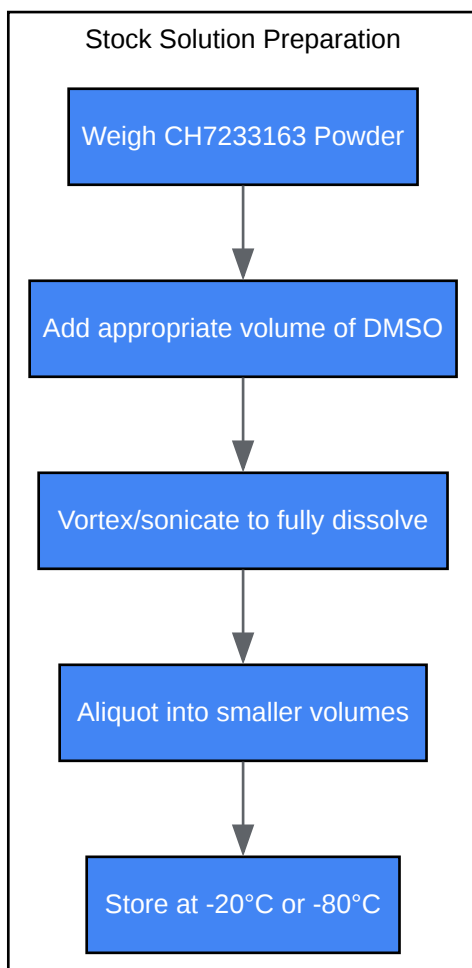 Stock Solution Preparation
Weigh CH7233163 Powder
Add appropriate volume of DMSO
Vortex/sonicate to fully dissolve
Aliquot into smaller volumes
Store at -20°C or -80°C